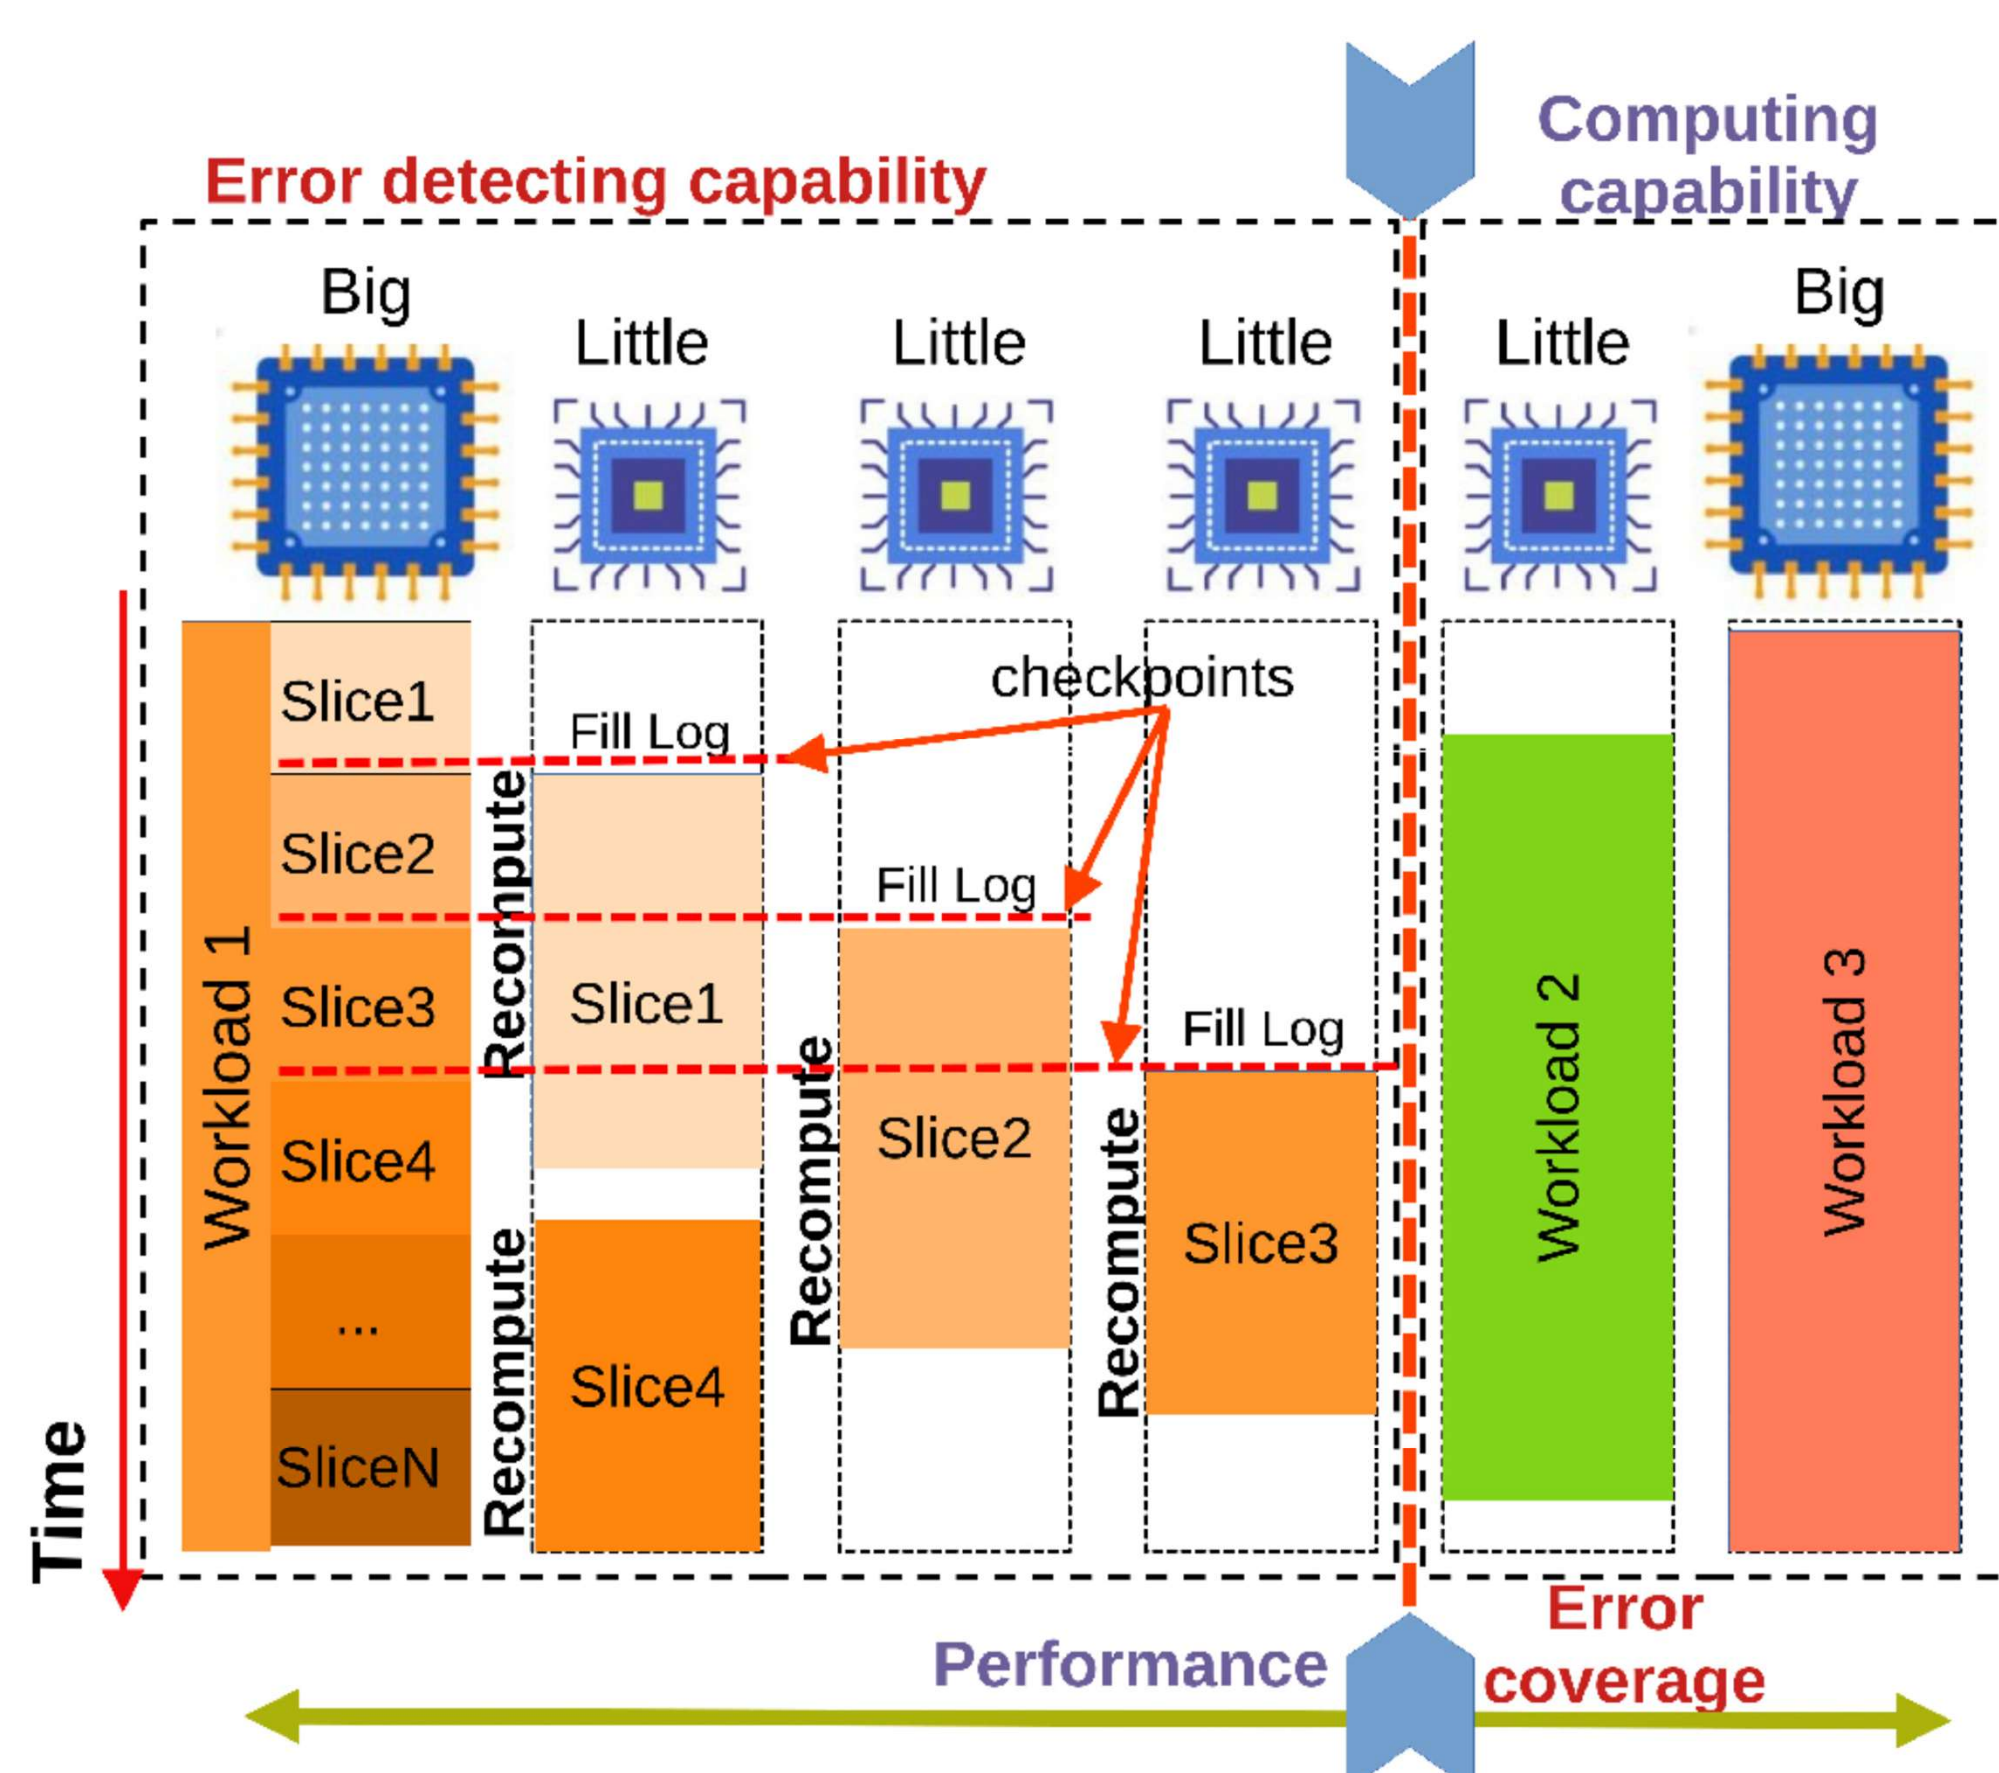 Computing
capability
Error detecting capability
Big
Little
Little
Little
Little
Big
Workload 1
Slice1
Slice2
Slice3
Slice4
...
SliceN
Fill Log
Recompute
Slice1
Recompute
Slice4
checkpoints
Fill Log
Recompute
Slice2
Fill Log
Recompute
Slice3
Workload 2
Workload 3
Time
Performance
Error
coverage